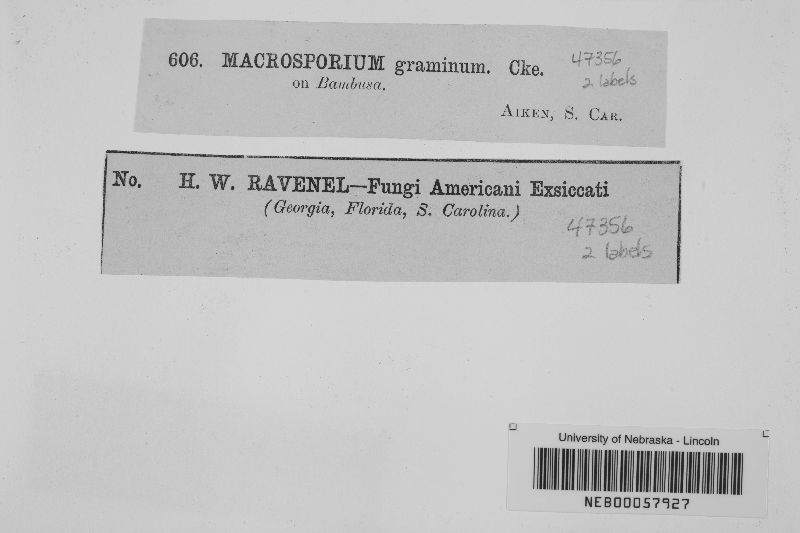 606. MACROSPORIUM graminum. Cke. 47356
on Bambusa. 2 labels
AIKEN, S. CAR.
No. H. W. RAVENEL—Fungi Americani Exsiccati
(Georgia, Florida, S. Carolina.)
47356
2 labels
University of Nebraska - Lincoln
NEB00057927